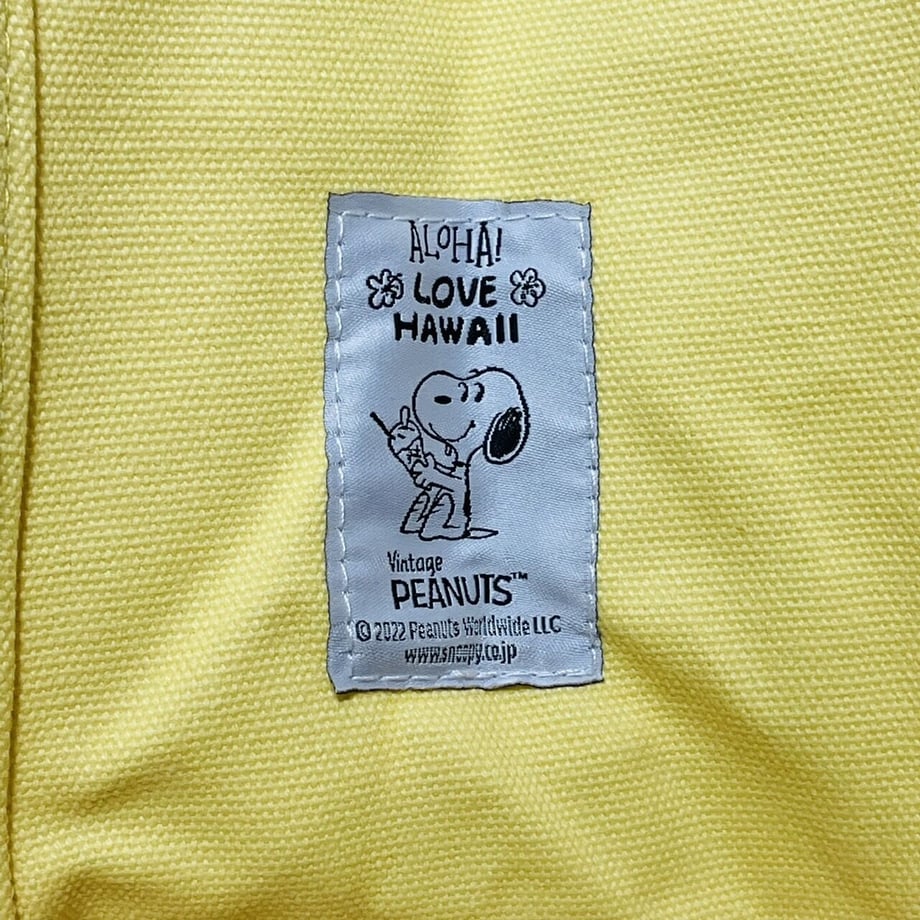 ALOHA!
LOVE
HAWAII
Vintage
PEANUTS™
© 2022 Peanuts Worldwide LLC
www.snoopy.co.jp